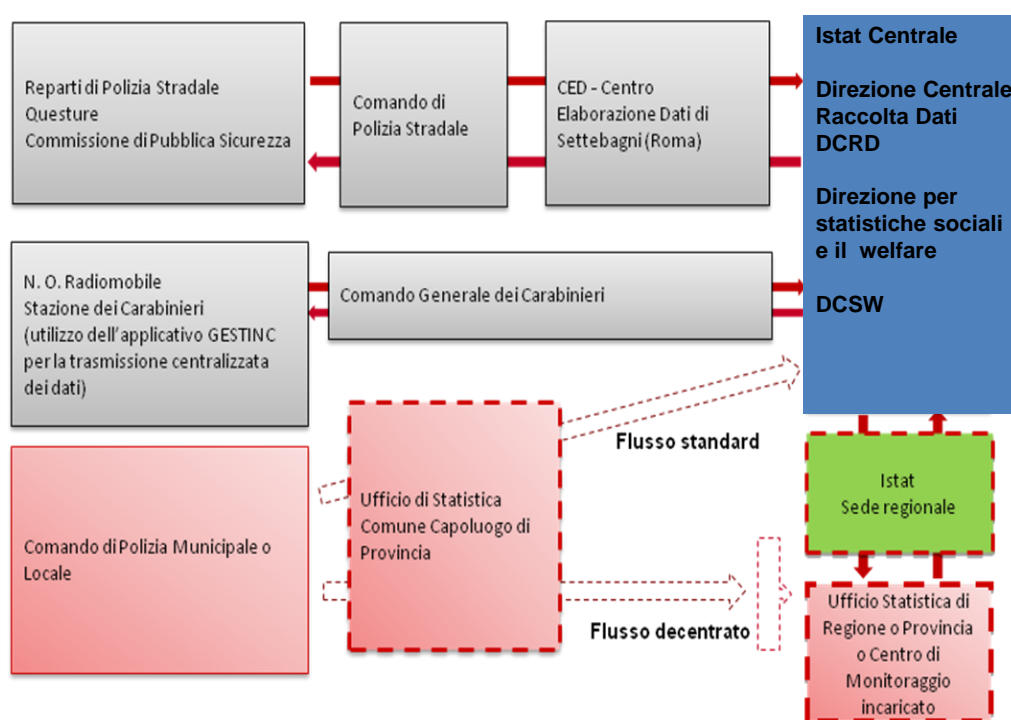 Reparti di Polizia Stradale
Questure
Commissione di Pubblica Sicurezza
Comando di
Polizia Stradale
CED - Centro
Elaborazione Dati di
Settebagni (Roma)
Istat Centrale
Direzione Centrale
Raccolta Dati
DCRD
Direzione per
statistiche sociali
e il welfare
DCSW
N. O. Radiomobile
Stazione dei Carabinieri
(utilizzo dell'applicativo GESTINC
per la trasmissione centralizzata
dei dati)
Comando Generale dei Carabinieri
Flusso standard
Comando di Polizia Municipale o
Locale
Ufficio di Statistica
Comune Capoluogo di
Provincia
Flusso decentrato
Istat
Sede regionale
Ufficio Statistica di
Regione o Provincia
o Centro di
Monitoraggio
incaricato